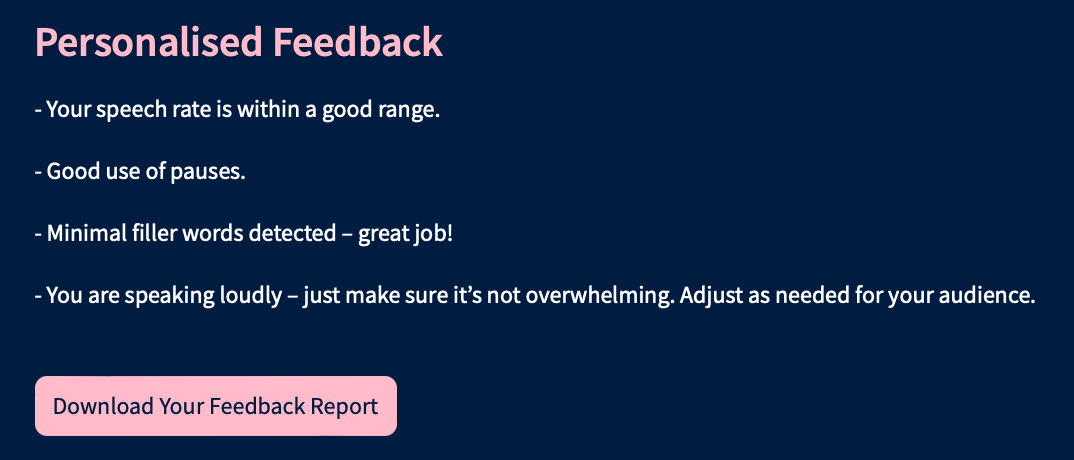 Personalised Feedback
- Your speech rate is within a good range.
- Good use of pauses.
- Minimal filler words detected – great job!
- You are speaking loudly – just make sure it’s not overwhelming. Adjust as needed for your audience.
Download Your Feedback Report